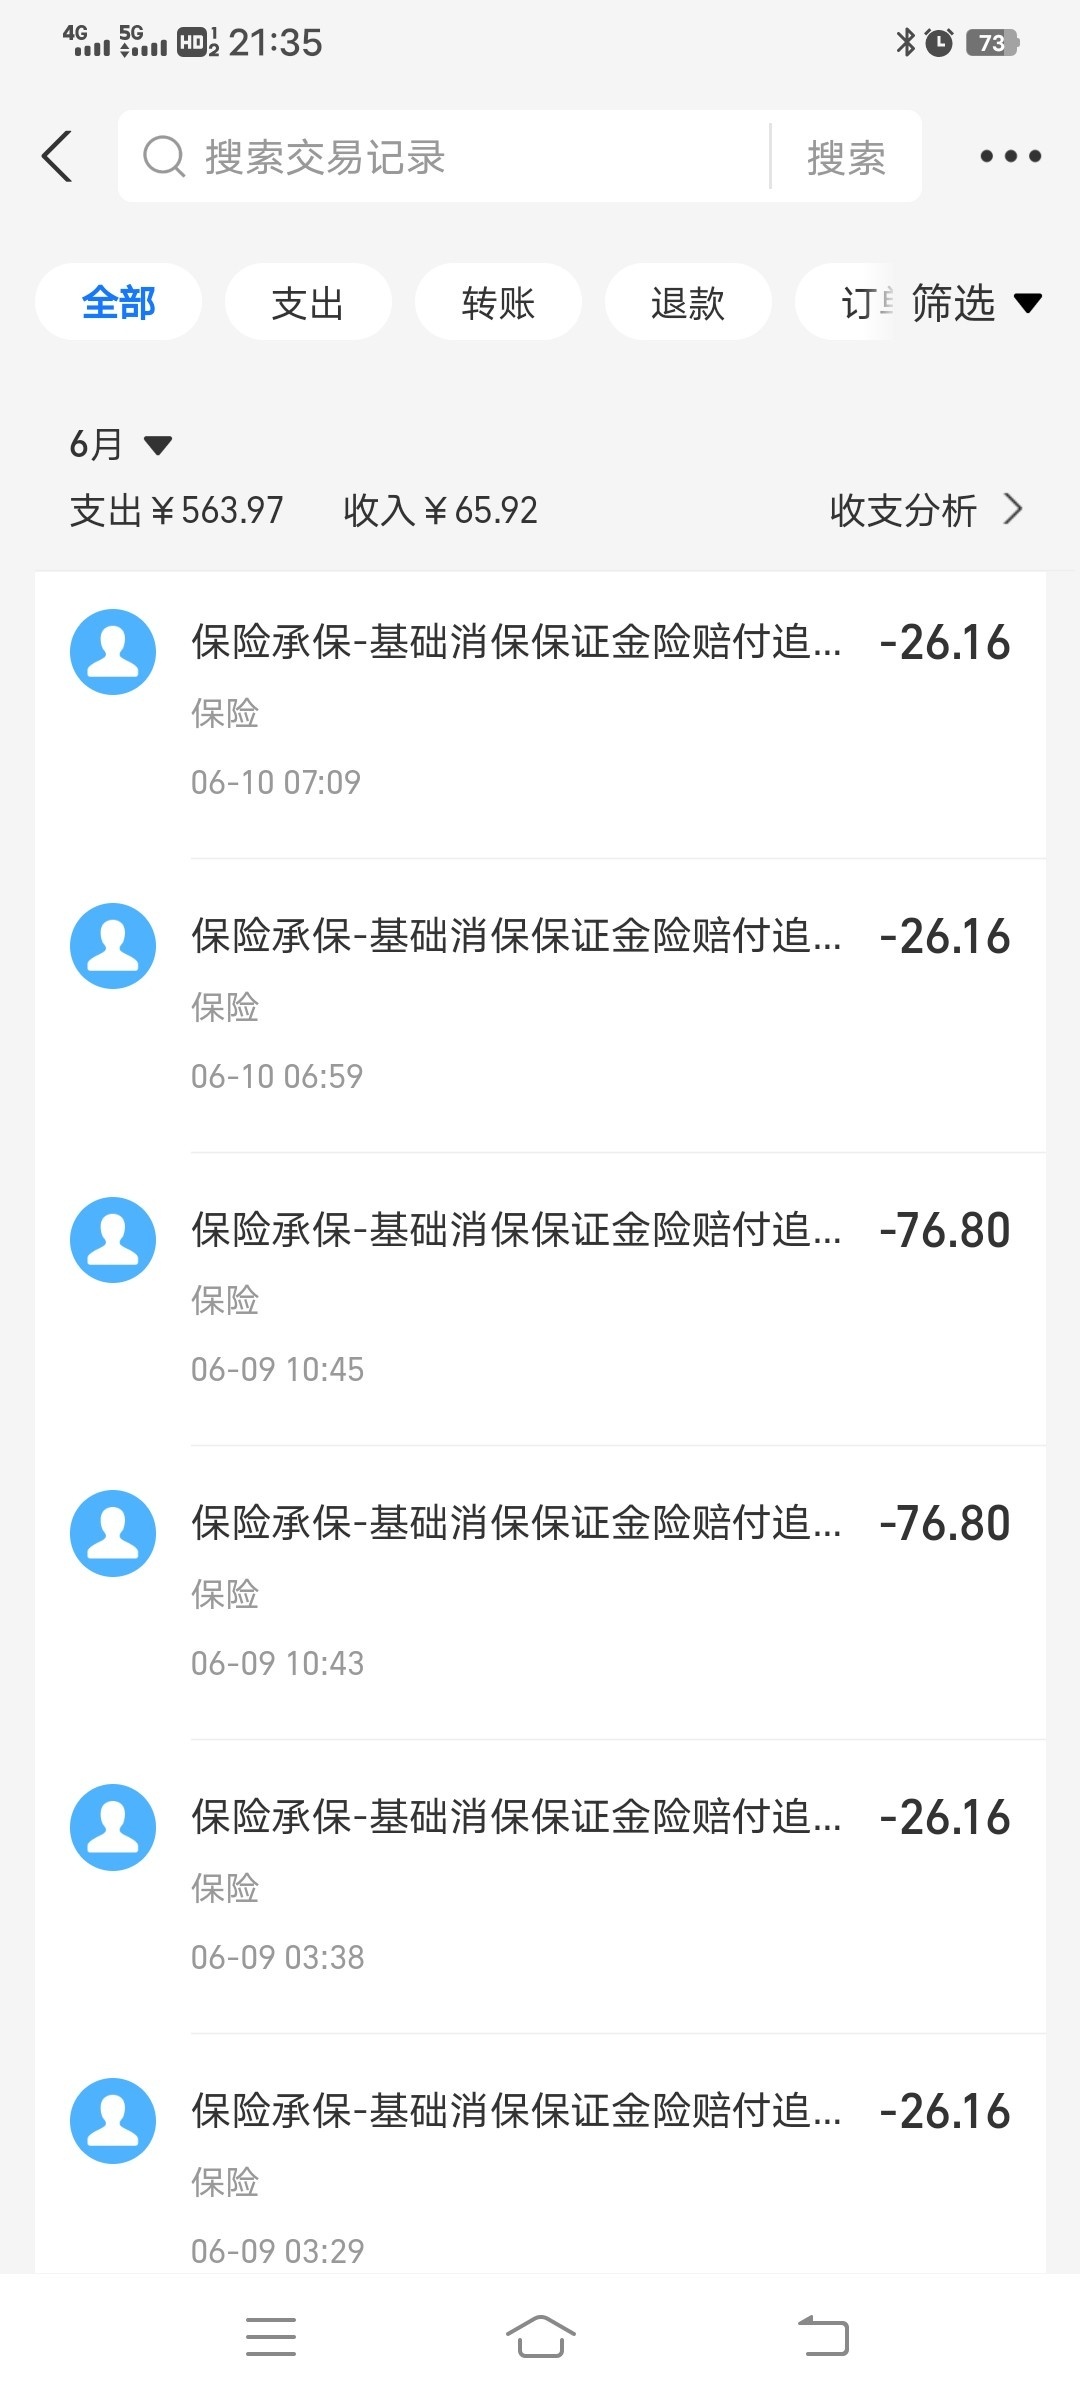 4G 5G HD 1 2 21:35 73
搜索交易记录 搜索
全部 支出 转账 退款 订 筛选
6月
支出￥563.97 收入￥65.92 收支分析
保险承保-基础消保保证金险赔付追... -26.16
保险
06-10 07:09
保险承保-基础消保保证金险赔付追... -26.16
保险
06-10 06:59
保险承保-基础消保保证金险赔付追... -76.80
保险
06-09 10:45
保险承保-基础消保保证金险赔付追... -76.80
保险
06-09 10:43
保险承保-基础消保保证金险赔付追... -26.16
保险
06-09 03:38
保险承保-基础消保保证金险赔付追... -26.16
保险
06-09 03:29